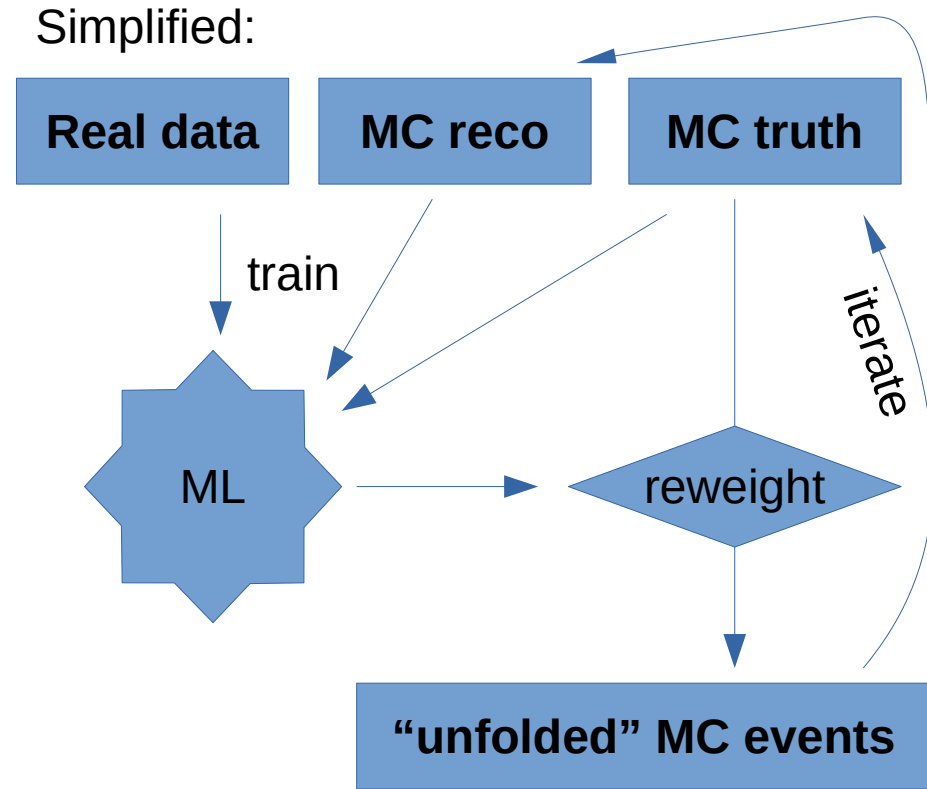 Simplified:
Real data
MC reco
MC truth
train
iterate
ML
reweight
“unfolded” MC events